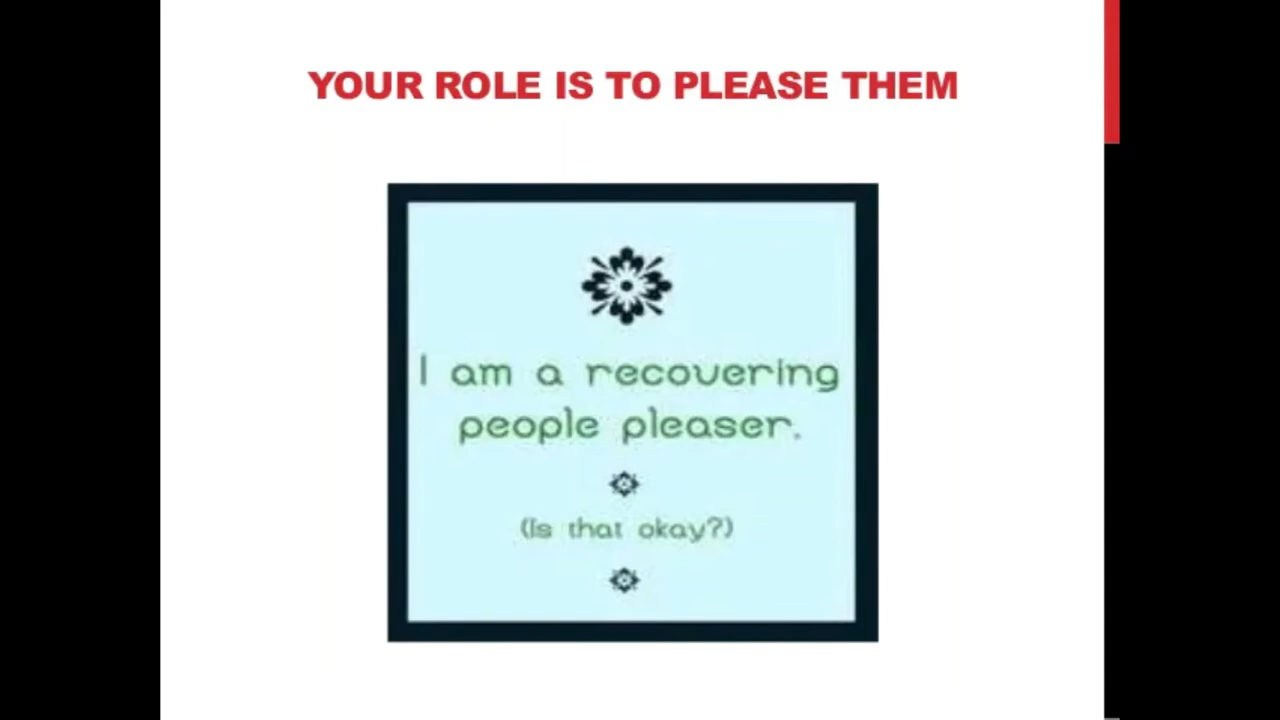 YOUR ROLE IS TO PLEASE THEM
I am a recovering
people pleaser.
(Is that okay?)